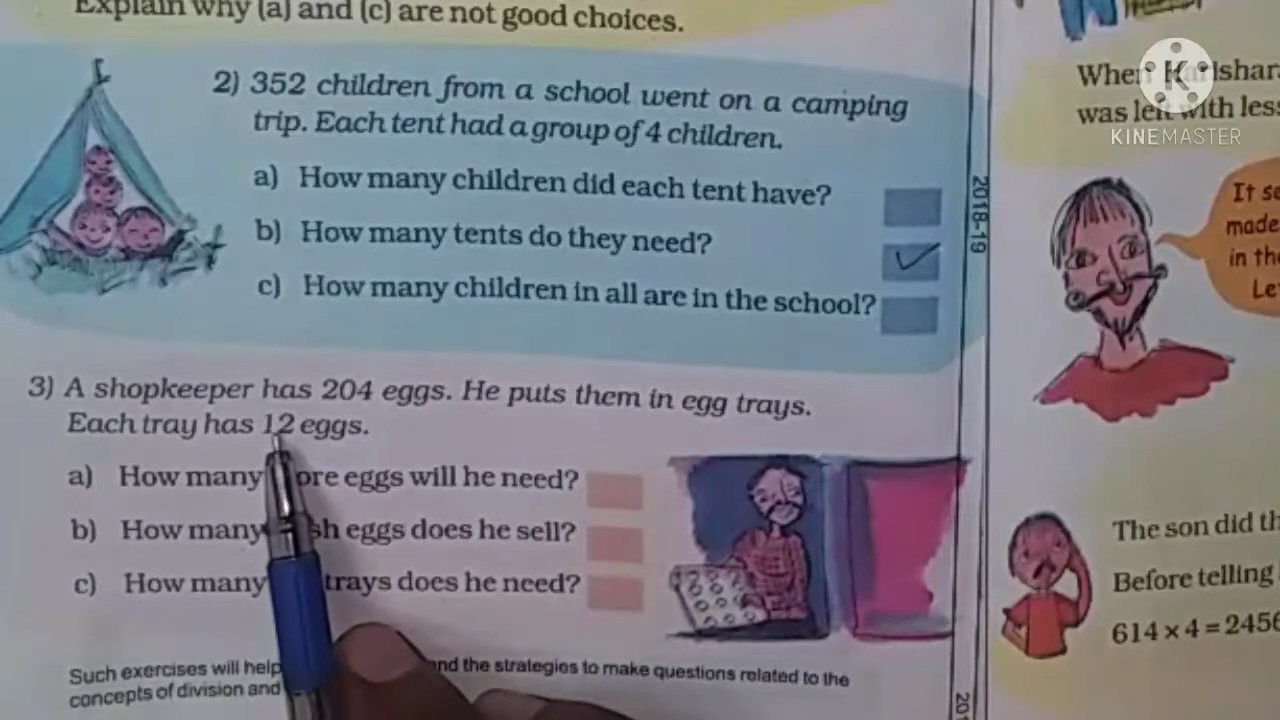 Explain why (a) and (c) are not good choices.
2) 352 children from a school went on a camping
trip. Each tent had a group of 4 children.
a) How many children did each tent have?
b) How many tents do they need?
c) How many children in all are in the school?
3) A shopkeeper has 204 eggs. He puts them in egg trays.
Each tray has 12 eggs.
a) How many ore eggs will he need?
b) How many sh eggs does he sell?
c) How many trays does he need?
Such exercises will help nd the strategies to make questions related to the
concepts of division and
2018-19
201
When
was left with less
It
made
in the
The son did
Before telling
614 × 4 = 2456
K
KINEMASTER